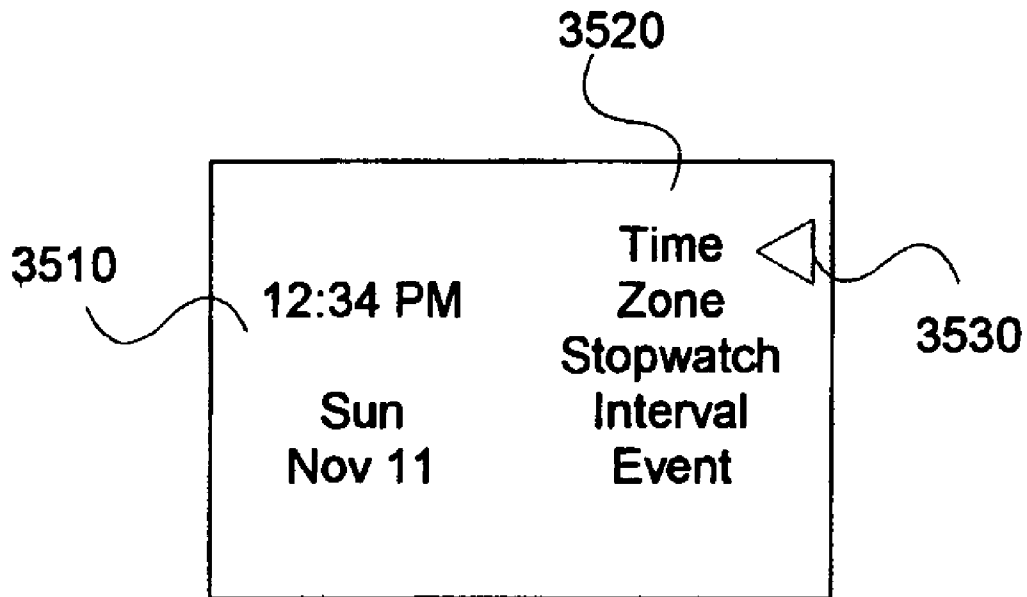 3520
3510
12:34 PM
Sun
Nov 11
Time
Zone
Stopwatch
Interval
Event
3530